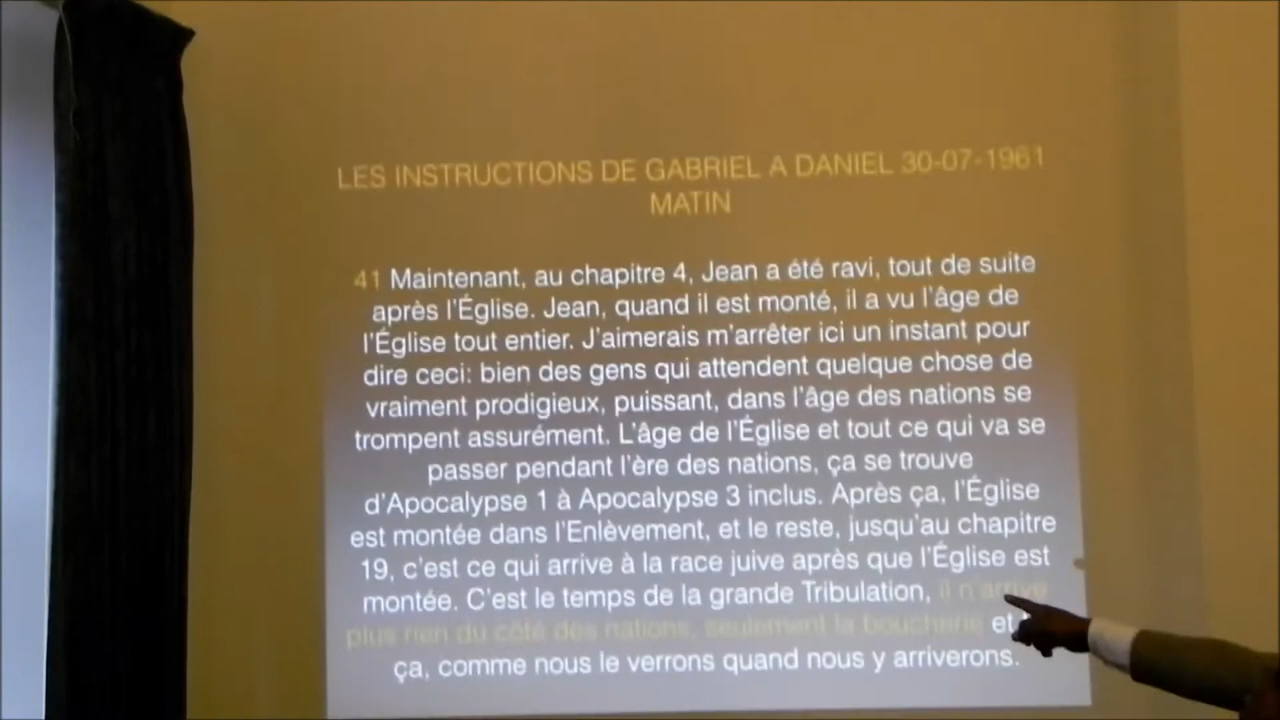 LES INSTRUCTIONS DE GABRIEL A DANIEL 30-07-1961
MATIN
41 Maintenant, au chapitre 4, Jean a été ravi, tout de suite
après l'Église. Jean, quand il est monté, il a vu l'âge de
l'Église tout entier. J'aimerais m'arrêter ici un instant pour
dire ceci: bien des gens qui attendent quelque chose de
vraiment prodigieux, puissant, dans l'âge des nations se
trompent assurément. L'âge de l'Église et tout ce qui va se
passer pendant l'ère des nations, ça se trouve
d'Apocalypse 1 à Apocalypse 3 inclus. Après ça, l'Église
est montée dans l'Enlèvement, et le reste, jusqu'au chapitre
19, c'est ce qui arrive à la race juive après que l'Église est
montée. C'est le temps de la grande Tribulation, il n'arrive
plus rien du côté des nations, seulement la boucherie et
ça, comme nous le verrons quand nous y arriverons.